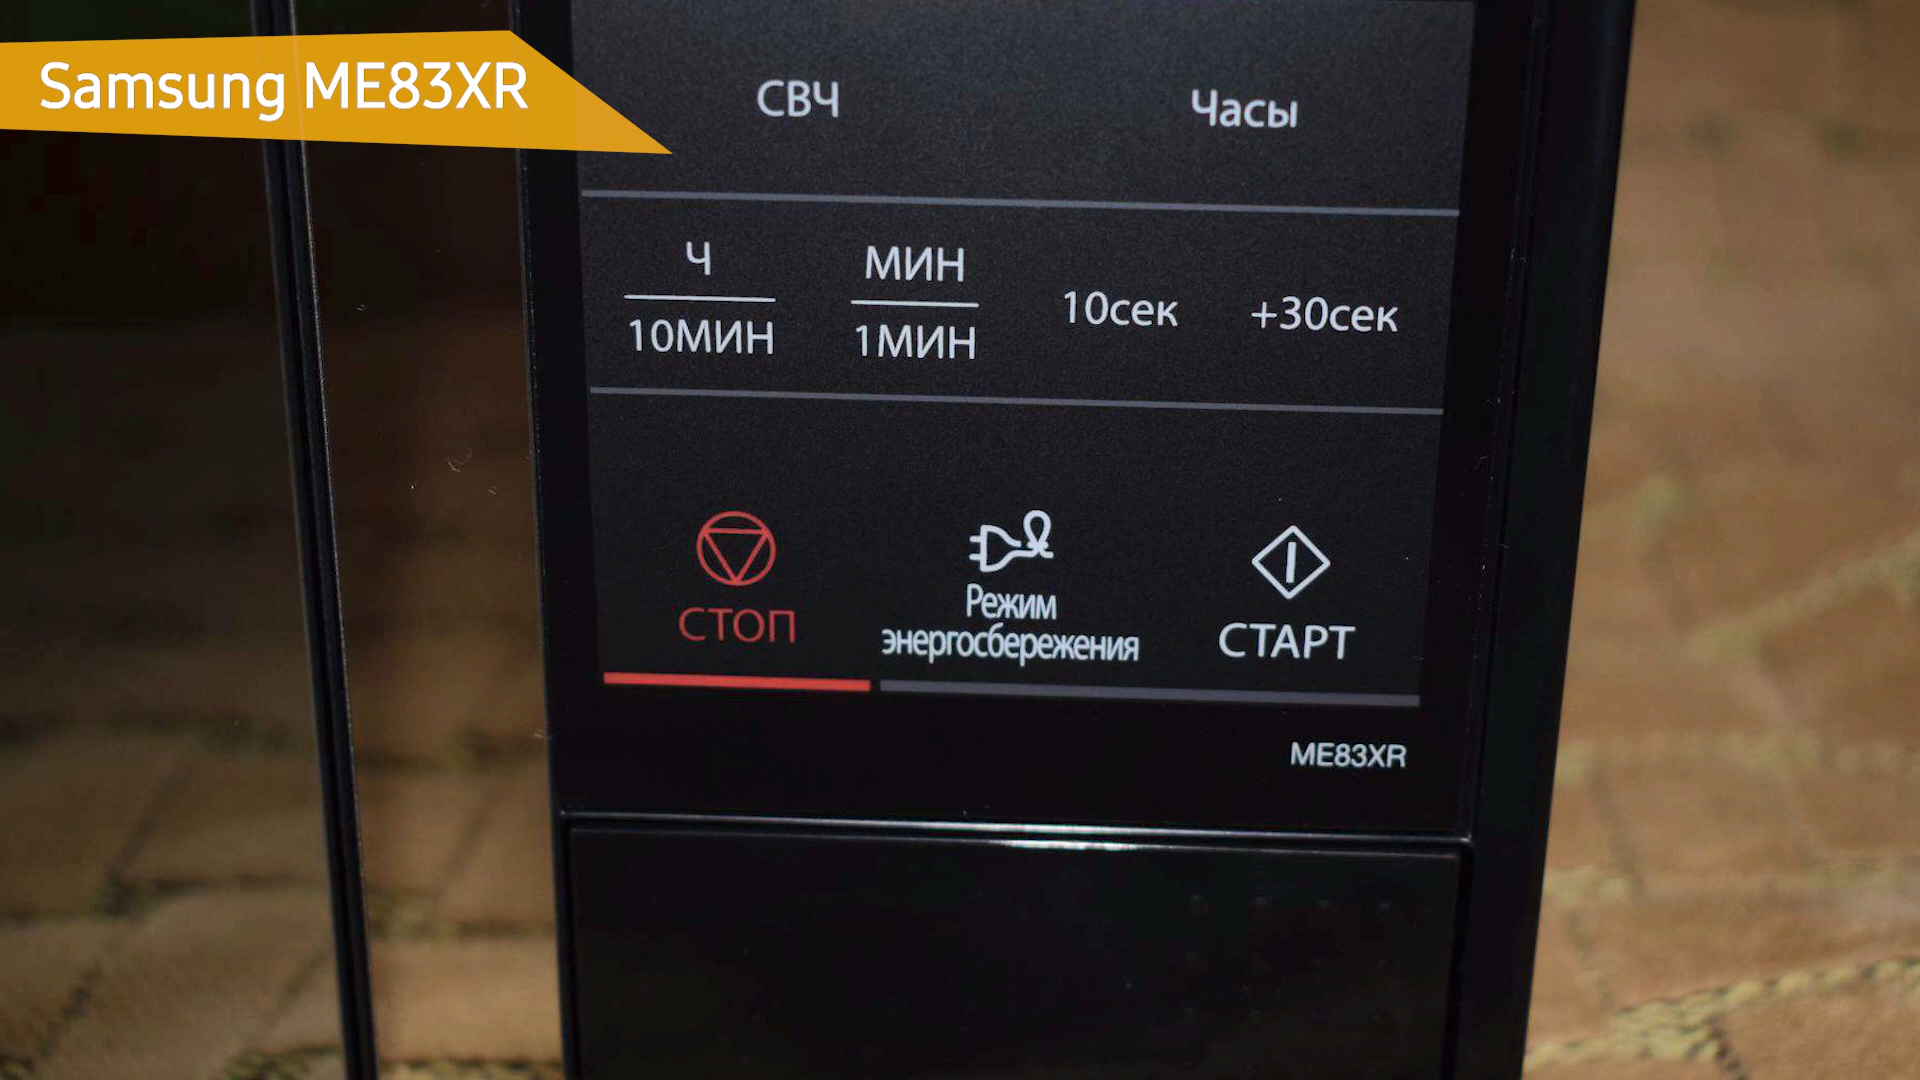 Samsung ME83XR
СВЧ
Часы
Ч
10МИН
МИН
1МИН
10сек
+30сек
СТОП
Режим
энергосбережения
СТАРТ
ME83XR